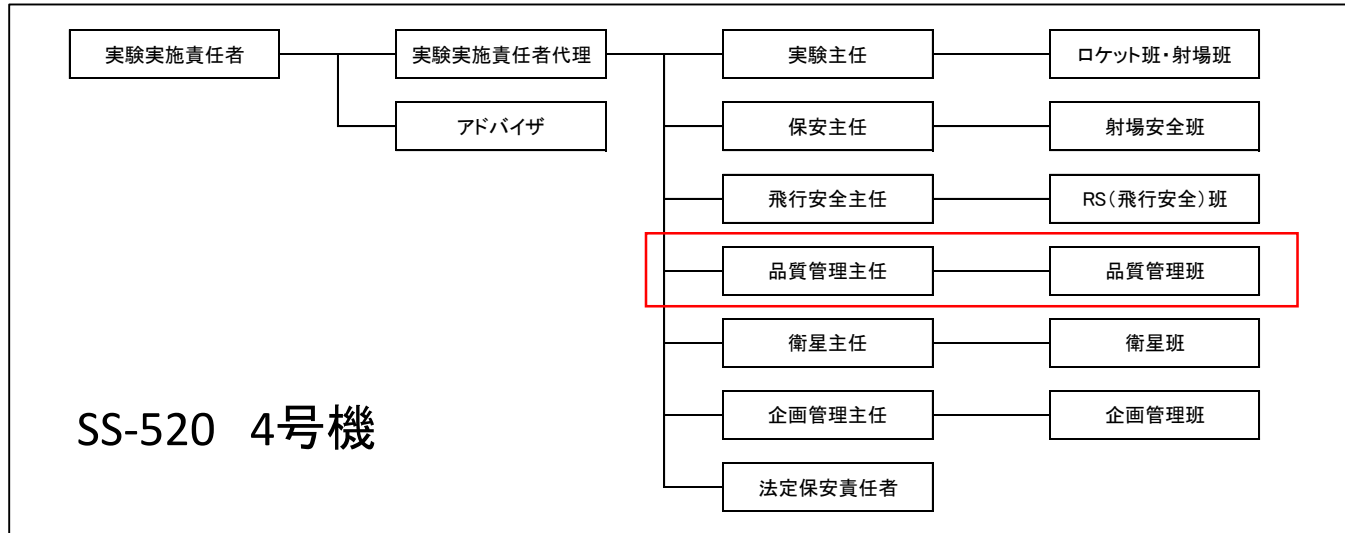 実験実施責任者
実験実施責任者代理
実験主任
ロケット班・射場班
アドバイザ
保安主任
射場安全班
飛行安全主任
RS(飛行安全)班
品質管理主任
品質管理班
衛星主任
衛星班
企画管理主任
企画管理班
法定保安責任者
SS-520 4号機